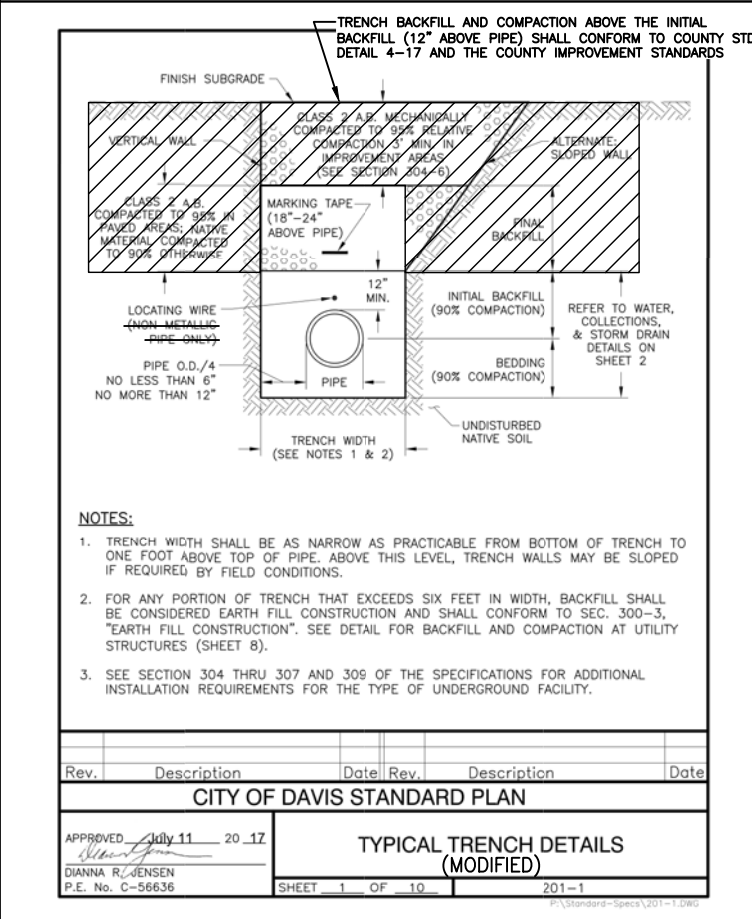 TRENCH BACKFILL AND COMPACTION ABOVE THE INITIAL
BACKFILL (12" ABOVE PIPE) SHALL CONFORM TO COUNTY STD
DETAIL 4-17 AND THE COUNTY IMPROVEMENT STANDARDS
FINISH SUBGRADE
CLASS 2 A.B. MECHANICALLY
COMPACTED TO 95% RELATIVE
COMPACTION 3' MIN. IN
IMPROVEMENT AREAS
(SEE SECTION 304-6)
VERTICAL WALL
ALTERNATE:
SLOPED WALL
CLASS 2 A.B.
COMPACTED TO 95% IN
PAVED AREAS; NATIVE
MATERIAL COMPACTED
TO 90% OTHERWISE
MARKING TAPE
(18"-24"
ABOVE PIPE)
FINAL
BACKFILL
12"
MIN.
LOCATING WIRE
(NON METALLIC
PIPE ONLY)
INITIAL BACKFILL
(90% COMPACTION)
REFER TO WATER,
COLLECTIONS,
& STORM DRAIN
DETAILS ON
SHEET 2
PIPE O.D./4
NO LESS THAN 6"
NO MORE THAN 12"
PIPE
BEDDING
(90% COMPACTION)
UNDISTURBED
NATIVE SOIL
TRENCH WIDTH
(SEE NOTES 1 & 2)
NOTES:
1. TRENCH WIDTH SHALL BE AS NARROW AS PRACTICABLE FROM BOTTOM OF TRENCH TO
ONE FOOT ABOVE TOP OF PIPE. ABOVE THIS LEVEL, TRENCH WALLS MAY BE SLOPED
IF REQUIRED BY FIELD CONDITIONS.
2. FOR ANY PORTION OF TRENCH THAT EXCEEDS SIX FEET IN WIDTH, BACKFILL SHALL
BE CONSIDERED EARTH FILL CONSTRUCTION AND SHALL CONFORM TO SEC. 300-3,
"EARTH FILL CONSTRUCTION". SEE DETAIL FOR BACKFILL AND COMPACTION AT UTILITY
STRUCTURES (SHEET 8).
3. SEE SECTION 304 THRU 307 AND 309 OF THE SPECIFICATIONS FOR ADDITIONAL
INSTALLATION REQUIREMENTS FOR THE TYPE OF UNDERGROUND FACILITY.
Rev. Description Date Rev. Description Date
CITY OF DAVIS STANDARD PLAN
APPROVED July 11 20 17
DIANNA R. JENSEN
P.E. No. C-56636
TYPICAL TRENCH DETAILS
(MODIFIED)
SHEET 1 OF 10
201-1
P:\Standard-Specs\201-1.DWG